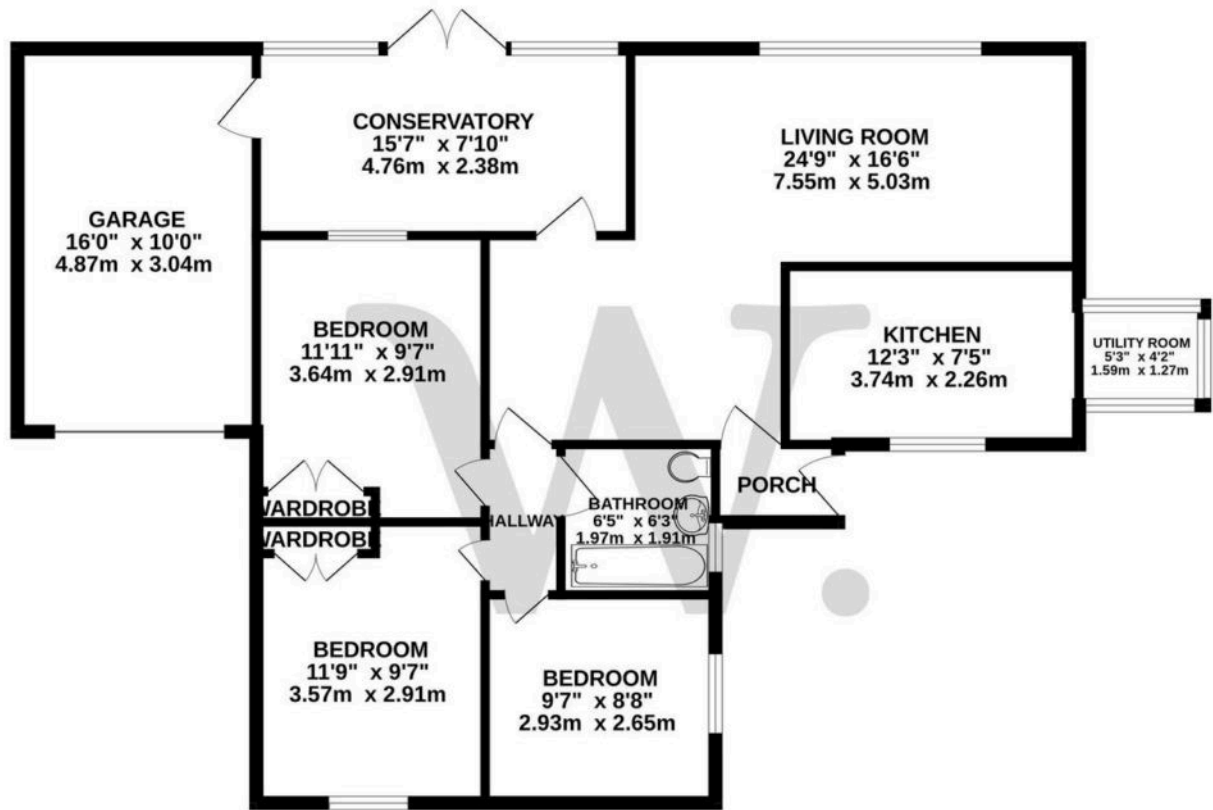 CONSERVATORY
15'7" x 7'10"
4.76m x 2.38m
LIVING ROOM
24'9" x 16'6"
7.55m x 5.03m
GARAGE
16'0" x 10'0"
4.87m x 3.04m
BEDROOM
11'11" x 9'7"
3.64m x 2.91m
KITCHEN
12'3" x 7'5"
3.74m x 2.26m
UTILITY ROOM
5'3" x 4'2"
1.59m x 1.27m
W.
WARDROBE
WARDROBE
HALLWAY
BATHROOM
6'5" x 6'3"
1.97m x 1.91m
PORCH
BEDROOM
11'9" x 9'7"
3.57m x 2.91m
BEDROOM
9'7" x 8'8"
2.93m x 2.65m